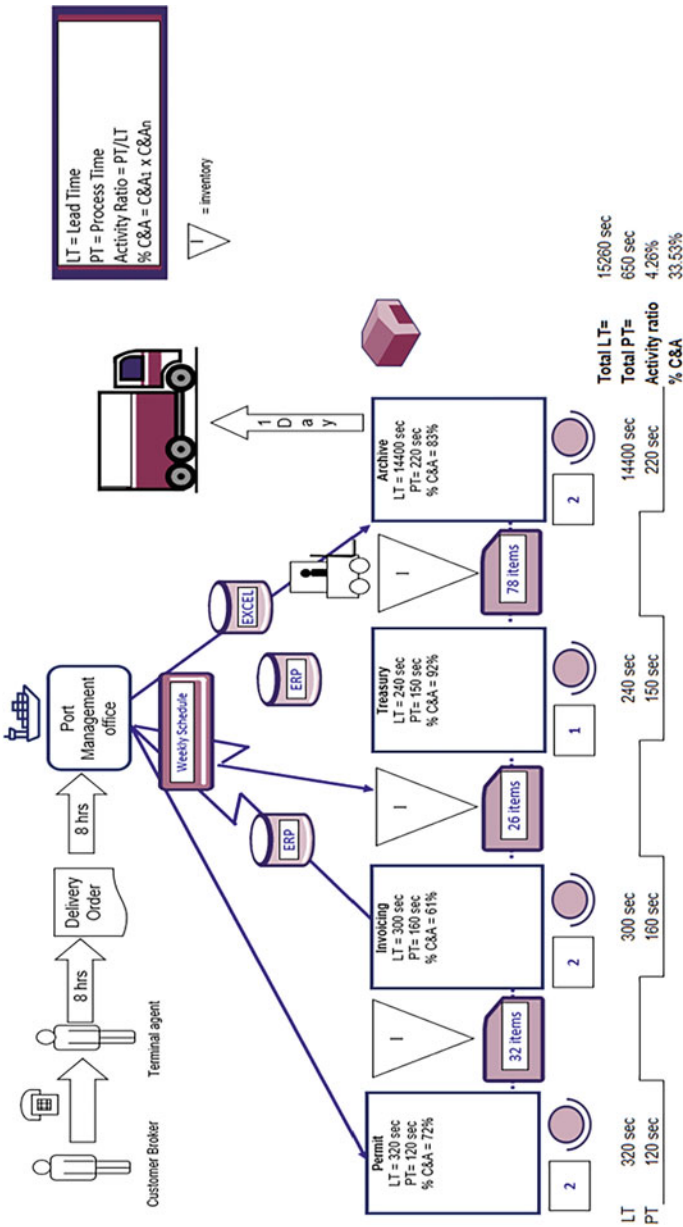 Customer Broker
Terminal agent
8 hrs
Delivery
Order
8 hrs
Port
Management
office
LT = Lead Time
PT = Process Time
Activity Ratio = PT/LT
% C&A = C&A1 x C&An
I
= inventory
Weekly Schedule
ERP
ERP
EXCEL
1
D
a
y
Permit
LT = 320 sec
PT= 120 sec
% C&A = 72%
2
I
32 items
Invoicing
LT = 300 sec
PT= 160 sec
% C&A = 61%
2
I
26 items
Treasury
LT = 240 sec
PT= 150 sec
% C&A = 92%
1
I
78 items
Archive
LT = 14400 sec
PT= 220 sec
% C&A = 83%
2
LT 320 sec 300 sec 240 sec 14400 sec
PT 120 sec 160 sec 150 sec 220 sec
Total LT= 15260 sec
Total PT= 650 sec
Activity ratio 4.26%
% C&A 33.53%